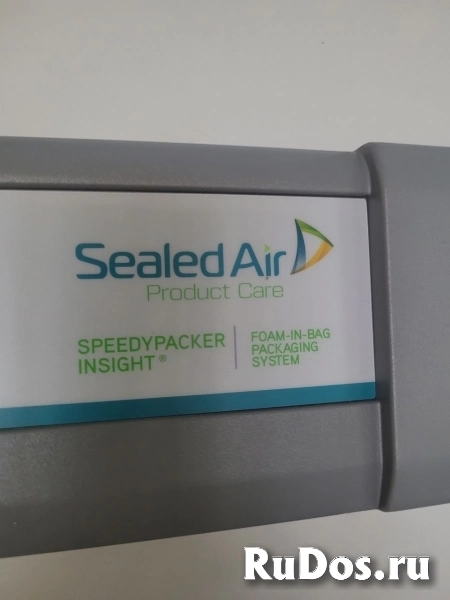 Sealed Air
Product Care
SPEEDYPACKER
INSIGHT®
FOAM-IN-BAG
PACKAGING
SYSTEM
RuDos.ru